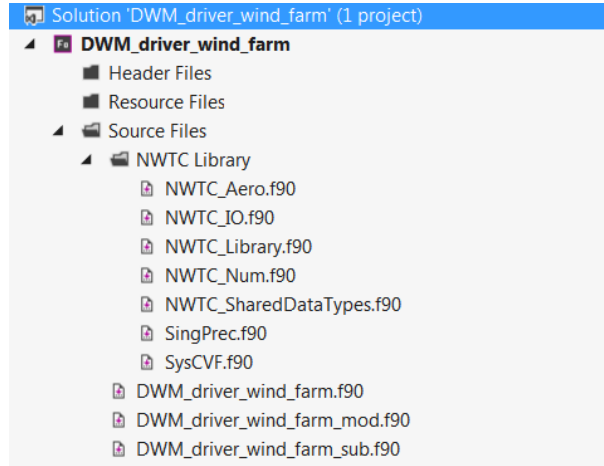 Solution 'DWM_driver_wind_farm' (1 project)
Fo DWM_driver_wind_farm
Header Files
Resource Files
Source Files
NWTC Library
NWTC_Aero.f90
NWTC_IO.f90
NWTC_Library.f90
NWTC_Num.f90
NWTC_SharedDataTypes.f90
SingPrec.f90
SysCVF.f90
DWM_driver_wind_farm.f90
DWM_driver_wind_farm_mod.f90
DWM_driver_wind_farm_sub.f90